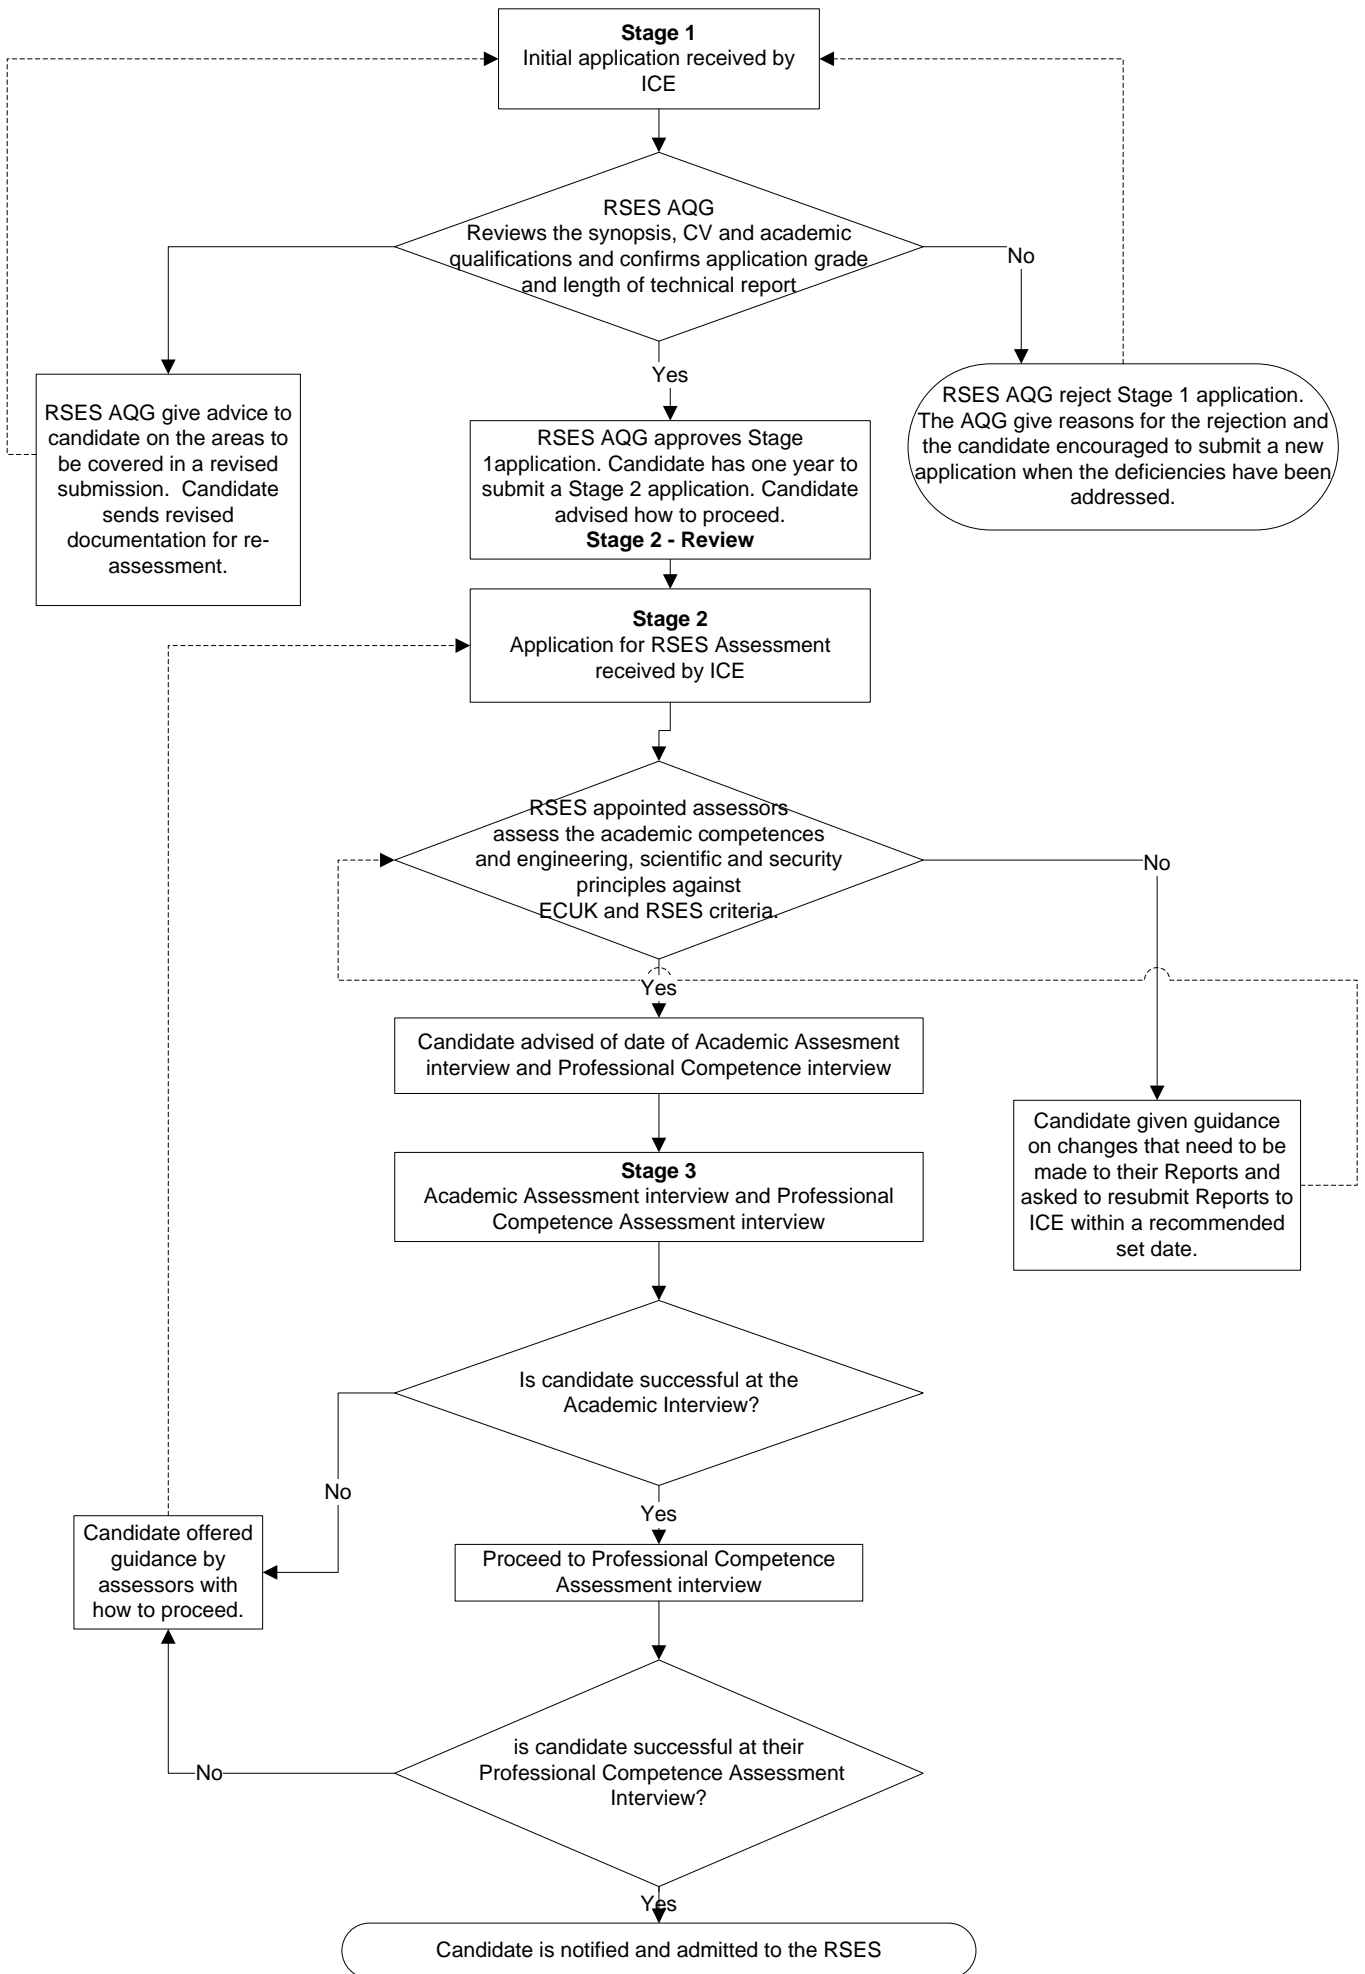 Stage 1
Initial application received by
ICE
RSES AQG
Reviews the synopsis, CV and academic
qualifications and confirms application grade
and length of technical report
No
Yes
RSES AQG give advice to
candidate on the areas to
be covered in a revised
submission.  Candidate
sends revised
documentation for re-
assessment.
RSES AQG approves Stage
1application. Candidate has one year to
submit a Stage 2 application. Candidate
advised how to proceed.
Stage 2 - Review
RSES AQG reject Stage 1 application.
The AQG give reasons for the rejection and
the candidate encouraged to submit a new
application when the deficiencies have been
addressed.
Stage 2
Application for RSES Assessment
received by ICE
RSES appointed assessors
assess the academic competences
and engineering, scientific and security
principles against
ECUK and RSES criteria.
No
Yes
Candidate advised of date of Academic Assesment
interview and Professional Competence interview
Candidate given guidance
on changes that need to be
made to their Reports and
asked to resubmit Reports to
ICE within a recommended
set date.
Stage 3
Academic Assessment interview and Professional
Competence Assessment interview
Is candidate successful at the
Academic Interview?
No
Yes
Candidate offered
guidance by
assessors with
how to proceed.
Proceed to Professional Competence
Assessment interview
is candidate successful at their
Professional Competence Assessment
Interview?
No
Yes
Candidate is notified and admitted to the RSES